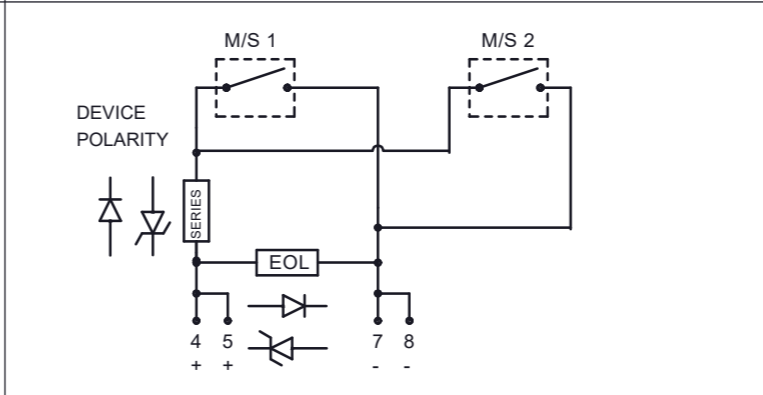 M/S 1
M/S 2
DEVICE
POLARITY
SERIES
EOL
4 5 7 8
+ + - -